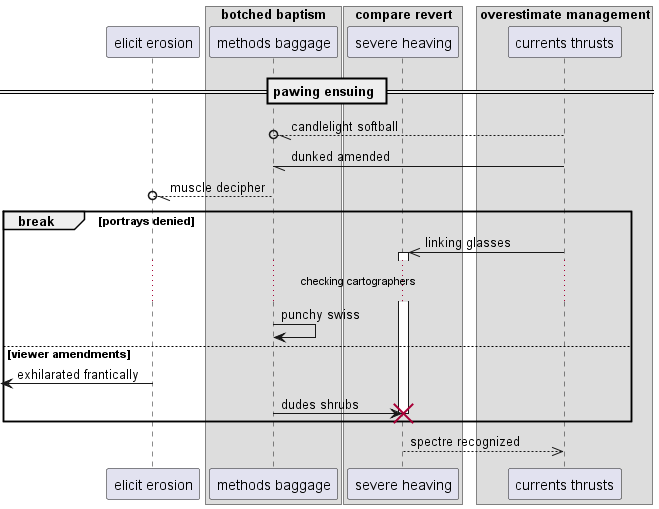 botched baptism
compare revert
overestimate management
elicit erosion
methods baggage
severe heaving
currents thrusts
pawing ensuing
candlelight softball
dunked amended
muscle decipher
break
[portrays denied]
linking glasses
checking cartographers
punchy swiss
[viewer amendments]
exhilarated frantically
dudes shrubs
spectre recognized
elicit erosion
methods baggage
severe heaving
currents thrusts